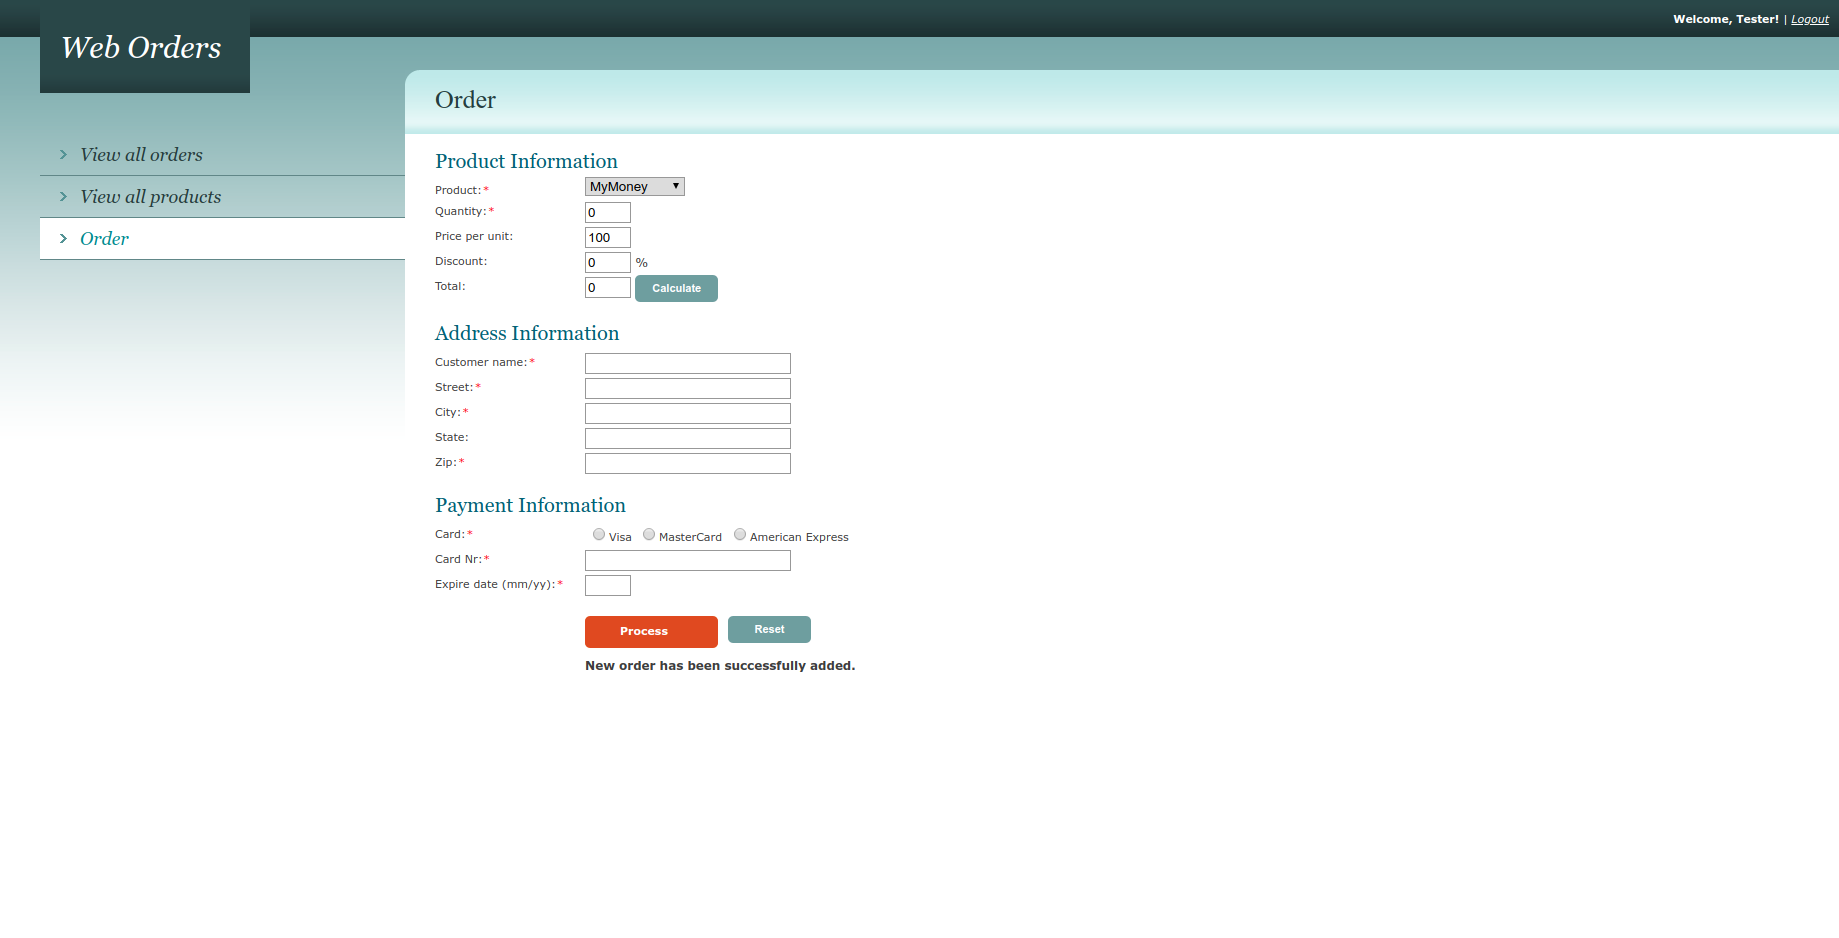 Welcome, Tester! | Logout
Web Orders
View all orders
View all products
Order
Order
Product Information
Product:* MyMoney
Quantity:* 0
Price per unit: 100
Discount: 0 %
Total: 0 Calculate
Address Information
Customer name:*
Street:*
City:*
State:
Zip:*
Payment Information
Card:* Visa MasterCard American Express
Card Nr:*
Expire date (mm/yy):*
Process Reset
New order has been successfully added.